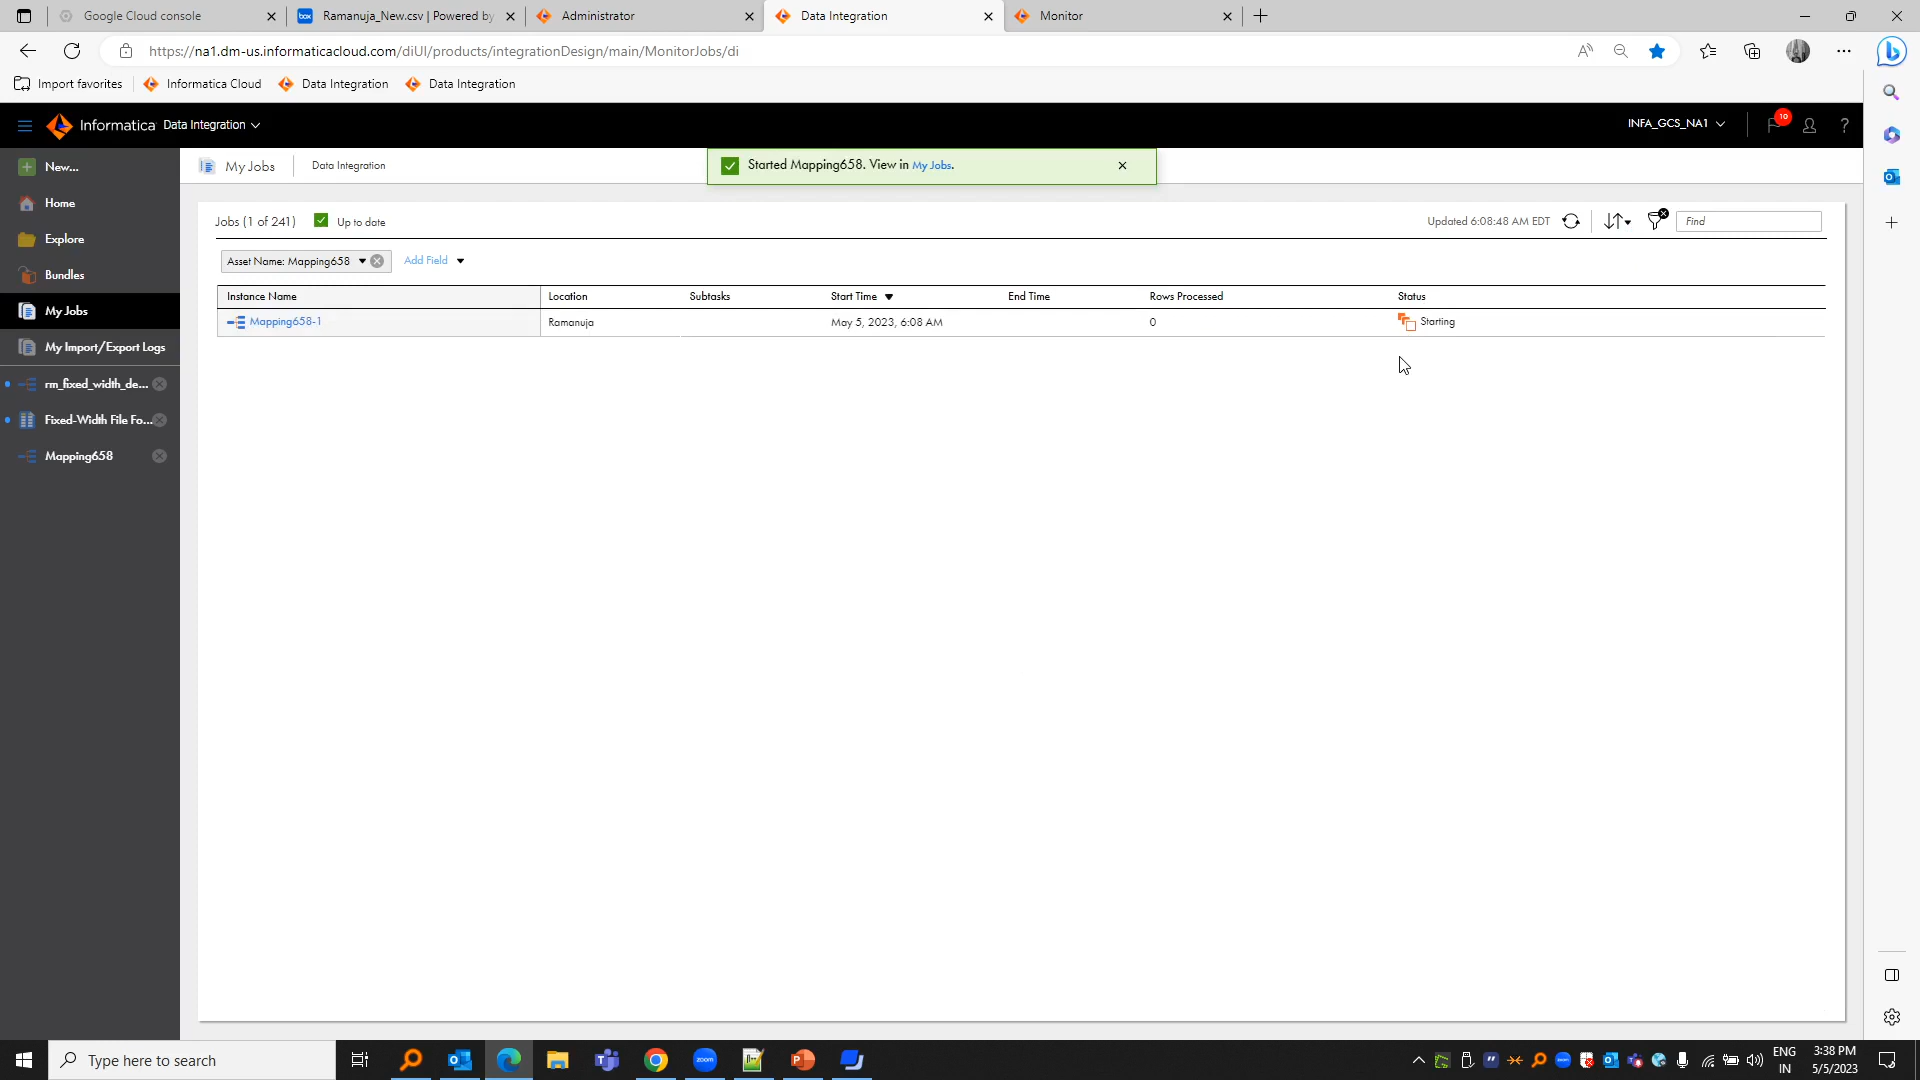 Google Cloud console
Ramanuja_New.csv | Powered by
Administrator
Data Integration
Monitor
https://na1.dm-us.informaticacloud.com/diUI/products/integrationDesign/main/MonitorJobs/di
Import favorites
Informatica Cloud
Data Integration
Data Integration
Informatica Data Integration
INFA_GCS_NA1
10
New...
Home
Explore
Bundles
My Jobs
My Import/Export Logs
rm_fixed_width_de...
Fixed-Width File Fo...
Mapping658
My Jobs
Data Integration
Started Mapping658. View in My Jobs.
Jobs (1 of 241)
Up to date
Updated 6:08:48 AM EDT
Find
Asset Name: Mapping658
Add Field
Instance Name
Location
Subtasks
Start Time
End Time
Rows Processed
Status
Mapping658-1
Ramanuja
May 5, 2023, 6:08 AM
0
Starting
Type here to search
ENG
IN
3:38 PM
5/5/2023